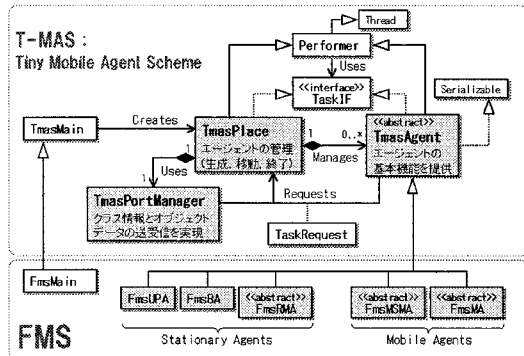 T-MAS :
Tiny Mobile Agent Scheme
Thread
Performer
Uses
<<interface>>
TaskIF
Serializable
TmasMain
Creates
1
TmasPlace
エージェントの管理
(生成、移動、終了)
1
0..*
Manages
<<abstract>>
TmasAgent
エージェントの
基本機能を提供
Uses
1
TmasPortManager
クラス情報とオブジェクト
データの送受信を実現
Requests
TaskRequest
FmsMain
FMS
FmsUPA
FmsBA
<<abstract>>
FmsRMA
<<abstract>>
FmsMSMA
<<abstract>>
FmsMA
Stationary Agents
Mobile Agents